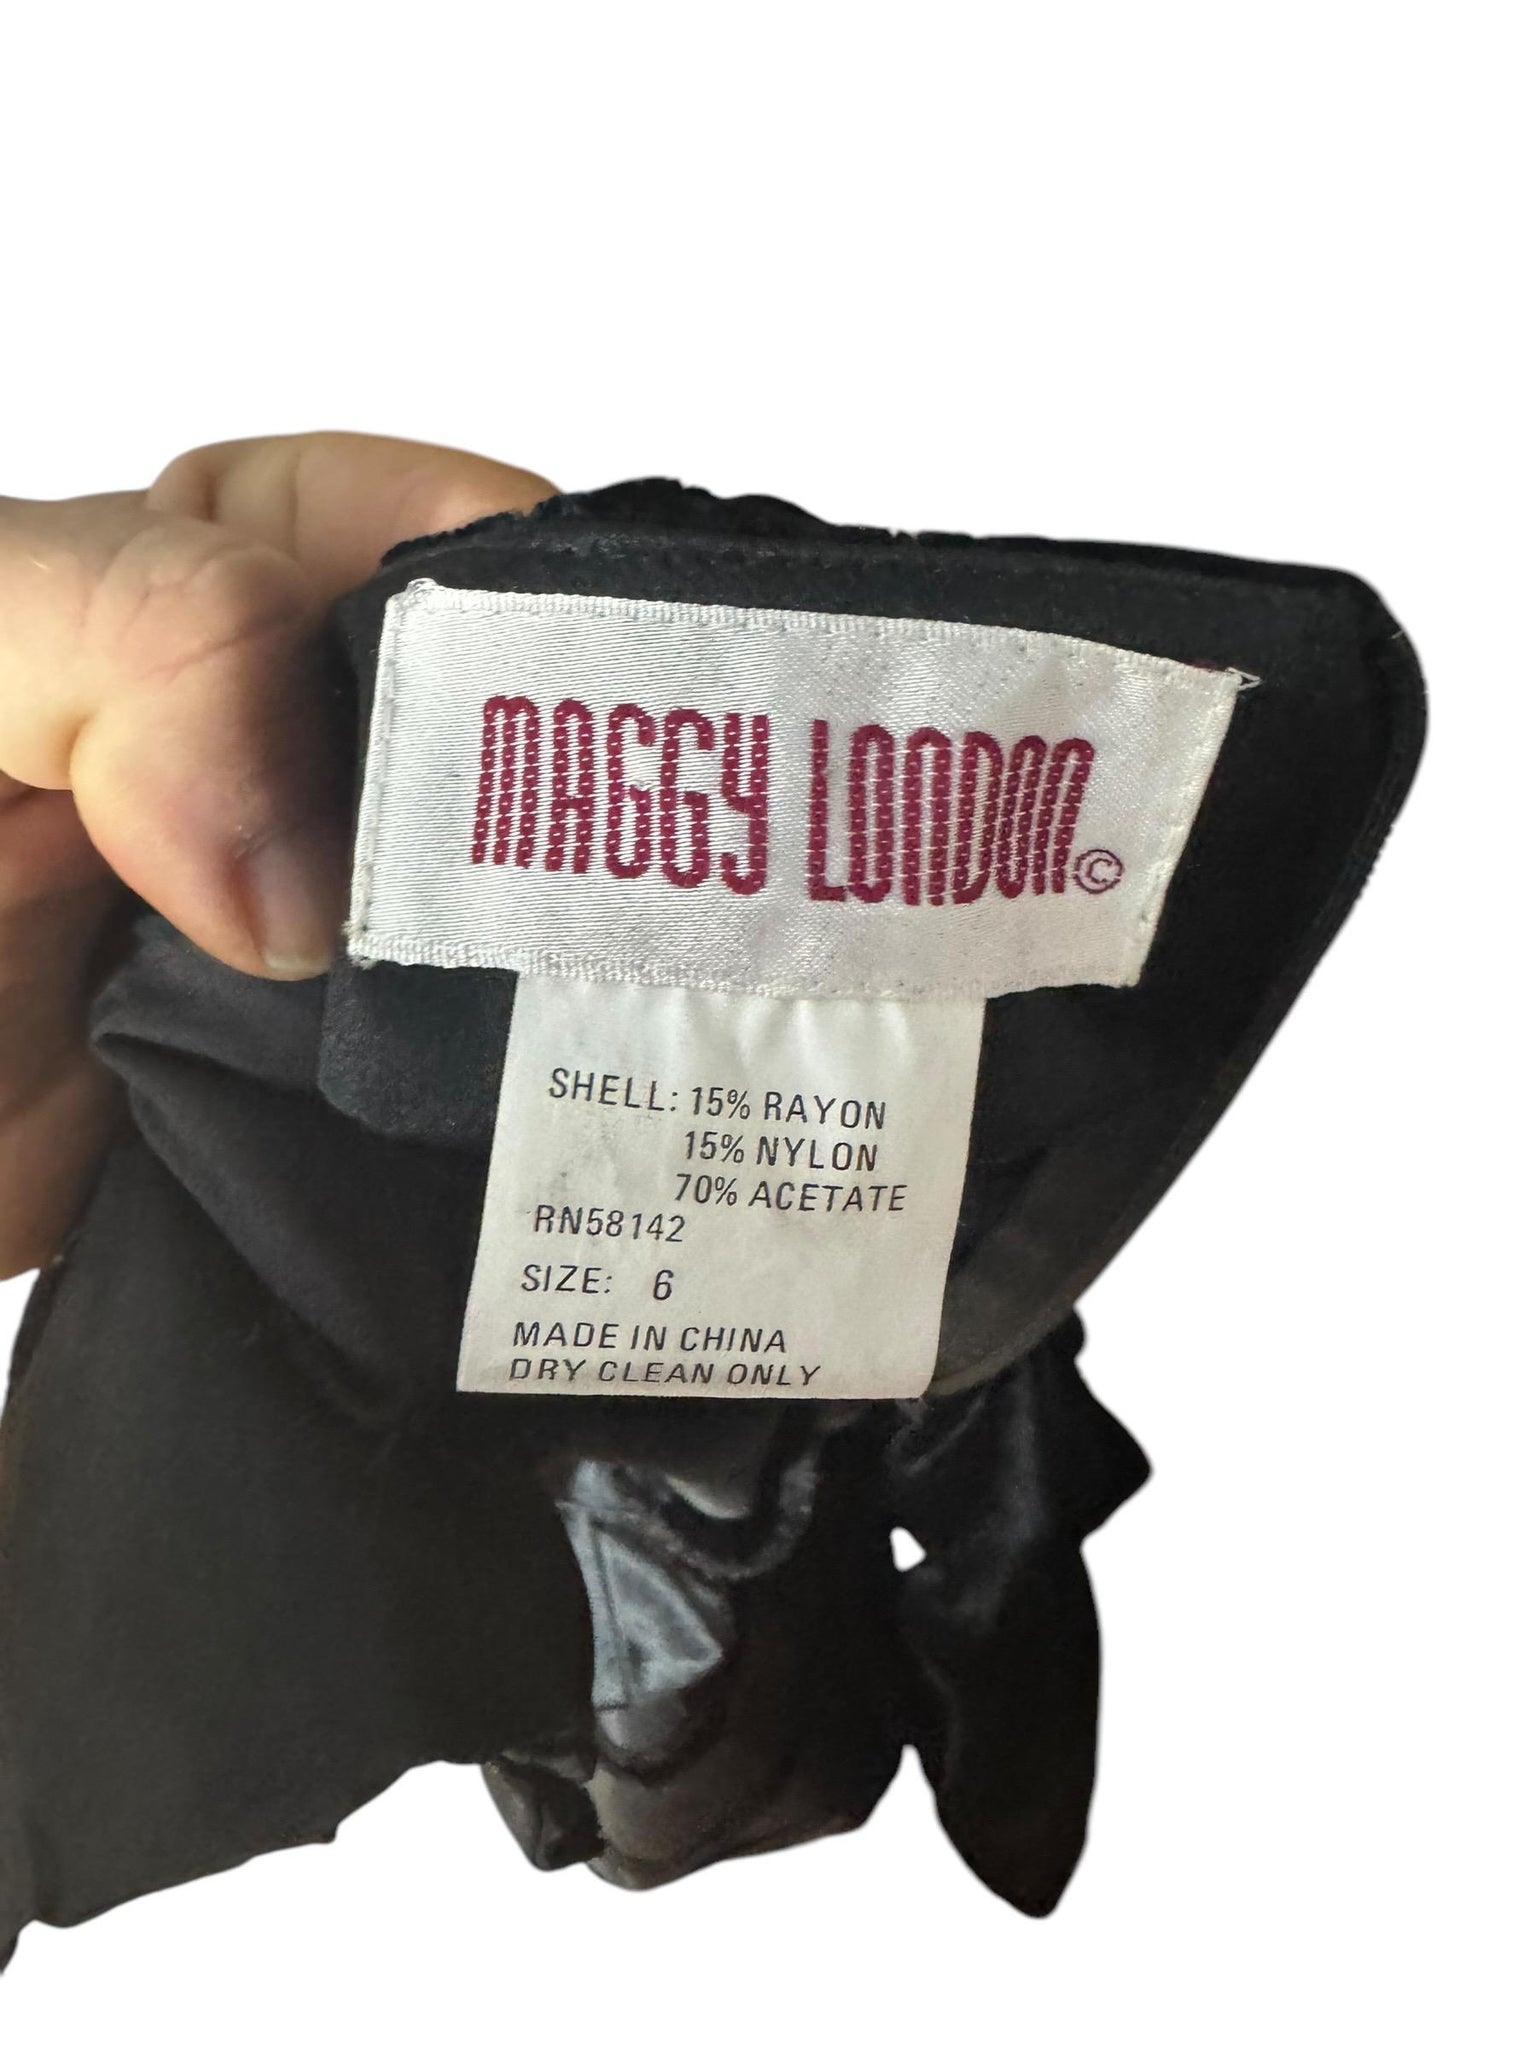 MAGGY LONDON©
SHELL: 15% RAYON
15% NYLON
70% ACETATE
RN58142
SIZE: 6
MADE IN CHINA
DRY CLEAN ONLY